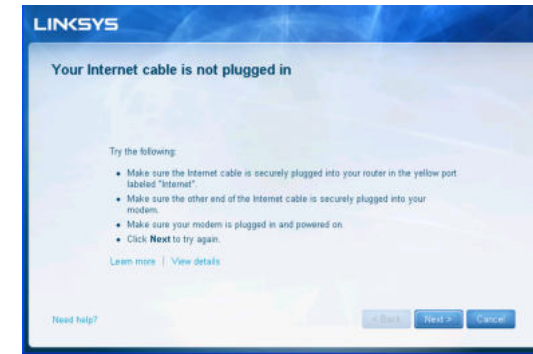 LINKSYS
Your Internet cable is not plugged in
Try the following:
• Make sure the Internet cable is securely plugged into your router in the yellow port
labeled "Internet".
• Make sure the other end of the Internet cable is securely plugged into your
modem.
• Make sure your modem is plugged in and powered on.
• Click Next to try again.
Learn more | View details
Need help? < Back Next > Cancel